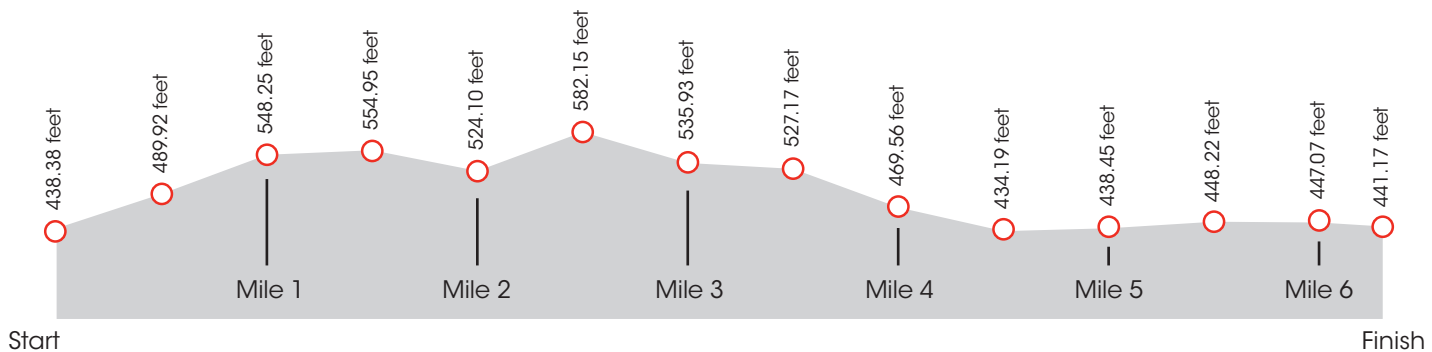 438.38 feet
489.92 feet
548.25 feet
554.95 feet
524.10 feet
582.15 feet
535.93 feet
527.17 feet
469.56 feet
434.19 feet
438.45 feet
448.22 feet
447.07 feet
441.17 feet
Mile 1
Mile 2
Mile 3
Mile 4
Mile 5
Mile 6
Start
Finish